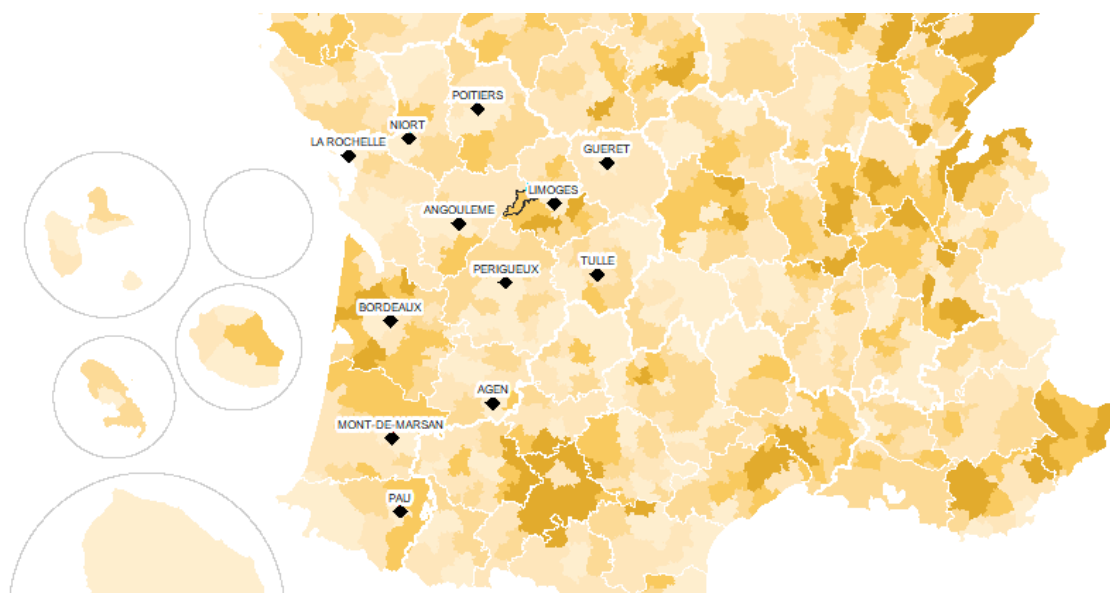 POITIERS
NIORT
LA ROCHELLE
GUERET
LIMOGES
ANGOULEME
PERIGUEUX
TULLE
BORDEAUX
AGEN
MONT-DE-MARSAN
PAU